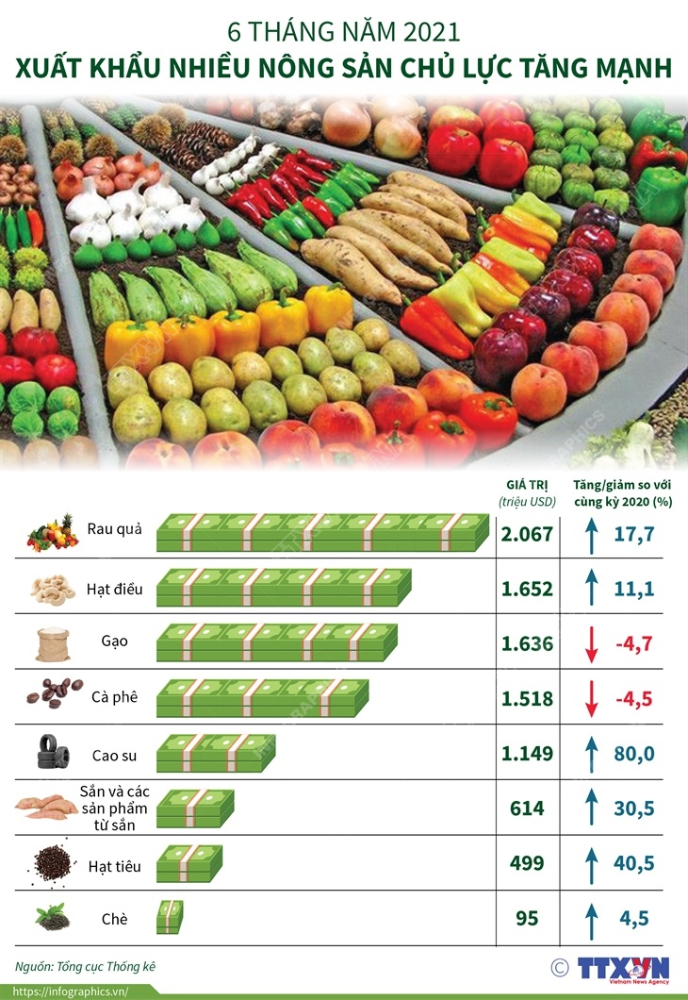 6 THÁNG NĂM 2021
XUẤT KHẨU NHIỀU NÔNG SẢN CHỦ LỰC TĂNG MẠNH
GIÁ TRỊ
(triệu USD)
Tăng/giảm so với
cùng kỳ 2020 (%)
Rau quả 2.067 17,7
Hạt điều 1.652 11,1
Gạo 1.636 -4,7
Cà phê 1.518 -4,5
Cao su 1.149 80,0
Sắn và các
sản phẩm
từ sắn
614 30,5
Hạt tiêu 499 40,5
Chè 95 4,5
Nguồn: Tổng cục Thống kê
© TTXVN
Vietnam News Agency
https://infographics.vn/